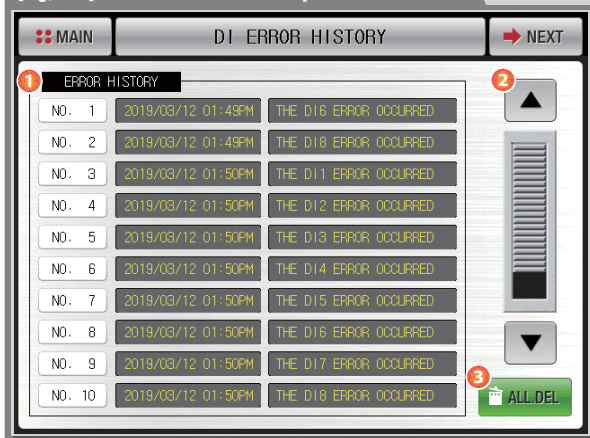 MAIN
DI ERROR HISTORY
NEXT
1
ERROR HISTORY
2
NO. 1 2019/03/12 01:49PM THE DI6 ERROR OCCURRED
NO. 2 2019/03/12 01:49PM THE DI8 ERROR OCCURRED
NO. 3 2019/03/12 01:50PM THE DI1 ERROR OCCURRED
NO. 4 2019/03/12 01:50PM THE DI2 ERROR OCCURRED
NO. 5 2019/03/12 01:50PM THE DI3 ERROR OCCURRED
NO. 6 2019/03/12 01:50PM THE DI4 ERROR OCCURRED
NO. 7 2019/03/12 01:50PM THE DI5 ERROR OCCURRED
NO. 8 2019/03/12 01:50PM THE DI6 ERROR OCCURRED
NO. 9 2019/03/12 01:50PM THE DI7 ERROR OCCURRED
NO. 10 2019/03/12 01:50PM THE DI8 ERROR OCCURRED
3
ALL.DEL